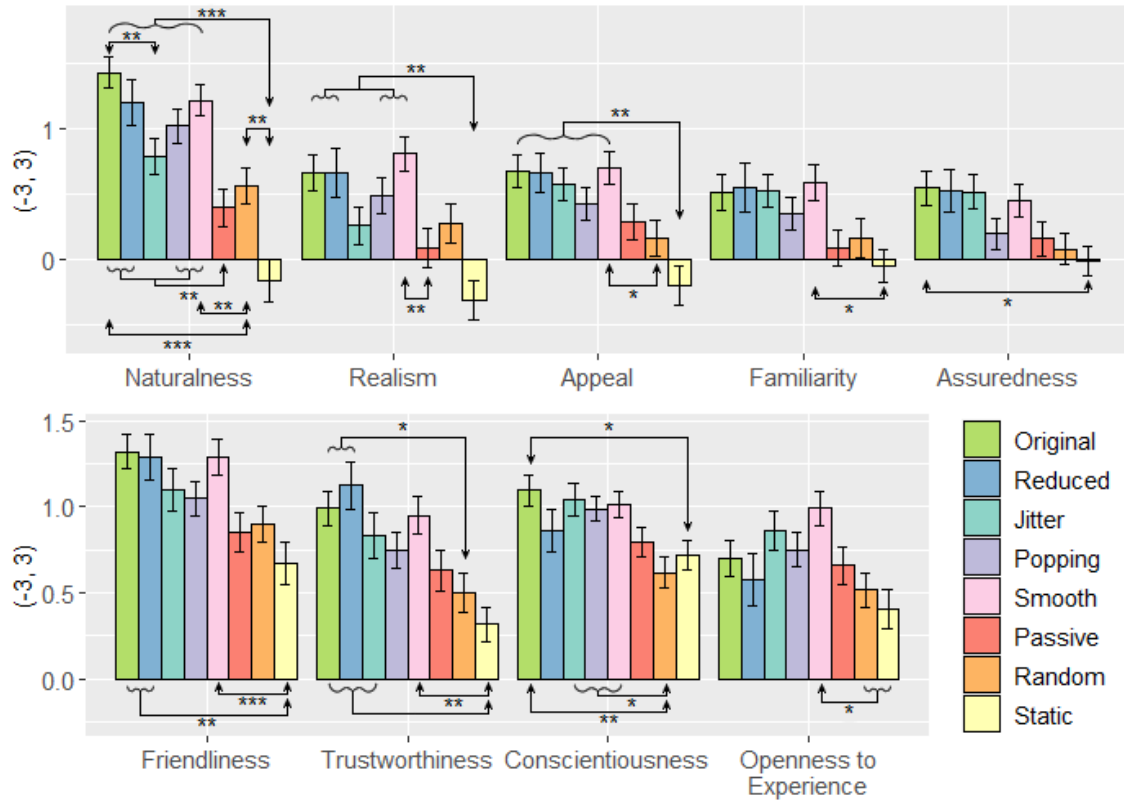 ***
**
**
**
**
1
(-3, 3)
0
**
**
***
**
*
*
*
Naturalness Realism Appeal Familiarity Assuredness
1.5
*
*
1.0
(-3, 3)
0.5
0.0
***
**
**
*
**
*
Friendliness Trustworthiness Conscientiousness Openness to
Experience
Original
Reduced
Jitter
Popping
Smooth
Passive
Random
Static